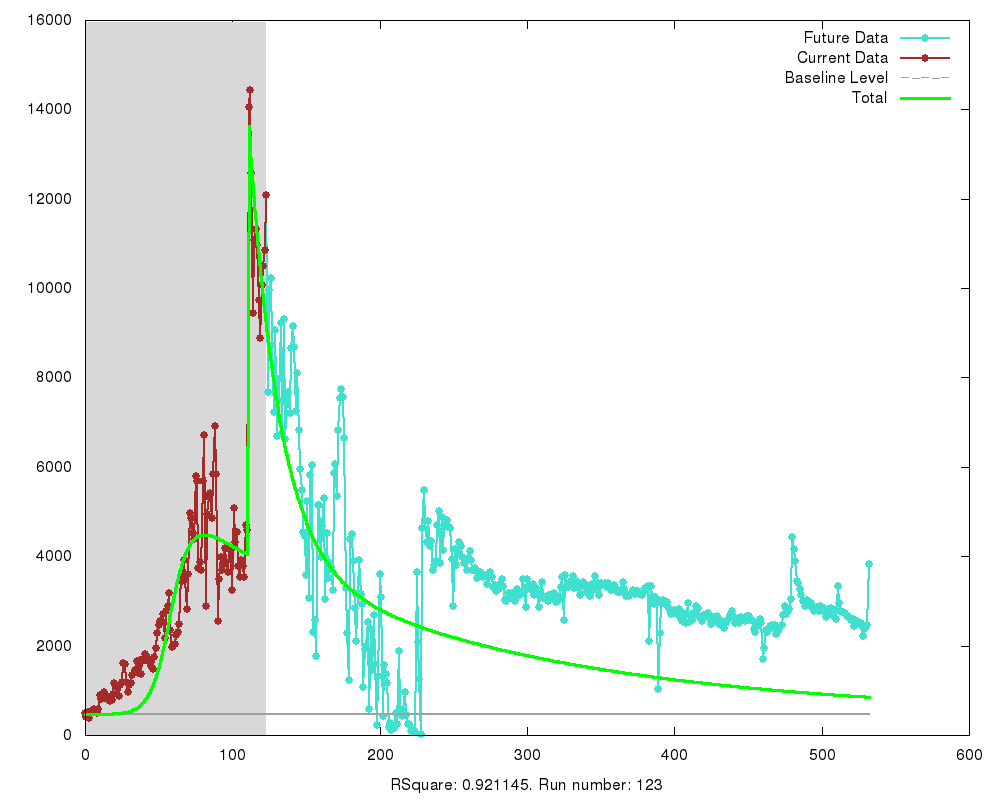 16000
14000
12000
10000
8000
6000
4000
2000
0
Future Data
Current Data
Baseline Level
Total
0 100 200 300 400 500 600
RSquare: 0.921145. Run number: 123